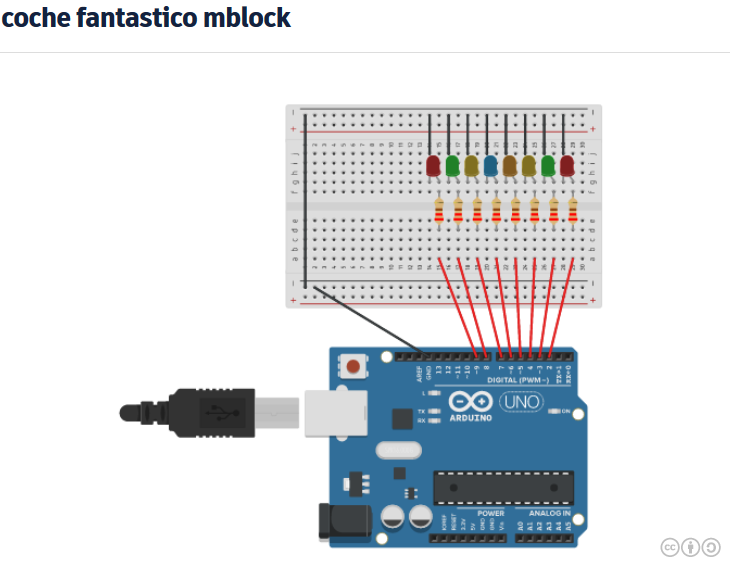 coche fantastico mblock
AREF
GND
13
12
~11
~10
~9
8
7
~6
~5
4
~3
2
TX→1
RX←0
DIGITAL (PWM~)
L
TX
RX
ARDUINO
UNO
ON
POWER
ANALOG IN
IOREF
RESET
3.3V
5V
GND
GND
Vin
A0
A1
A2
A3
A4
A5
cc